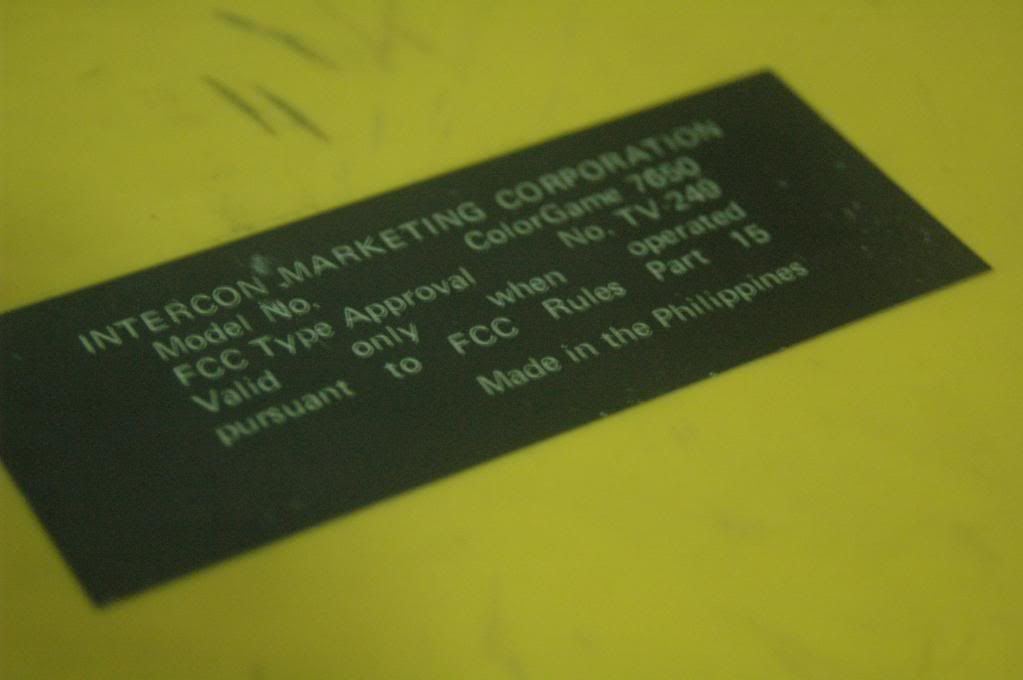 INTERCON MARKETING CORPORATION
Model No. ColorGame 7650
FCC Type Approval No. TV-249
Valid only when operated
pursuant to FCC Rules Part 15
Made in the Philippines